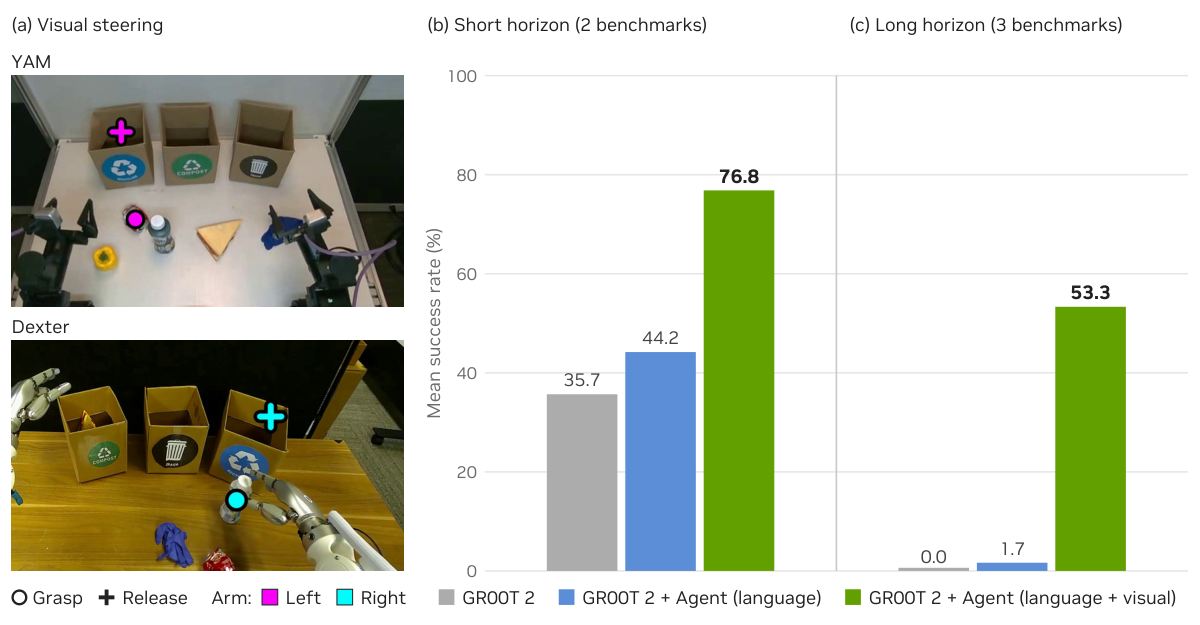 (a) Visual steering
YAM
COMPOST
Dexter
COMPOST
Grasp
Release
Arm:
Left
Right
(b) Short horizon (2 benchmarks)
(c) Long horizon (3 benchmarks)
Mean success rate (%)
100
80
60
40
20
0
35.7
44.2
76.8
0.0
1.7
53.3
GR00T 2
GR00T 2 + Agent (language)
GR00T 2 + Agent (language + visual)